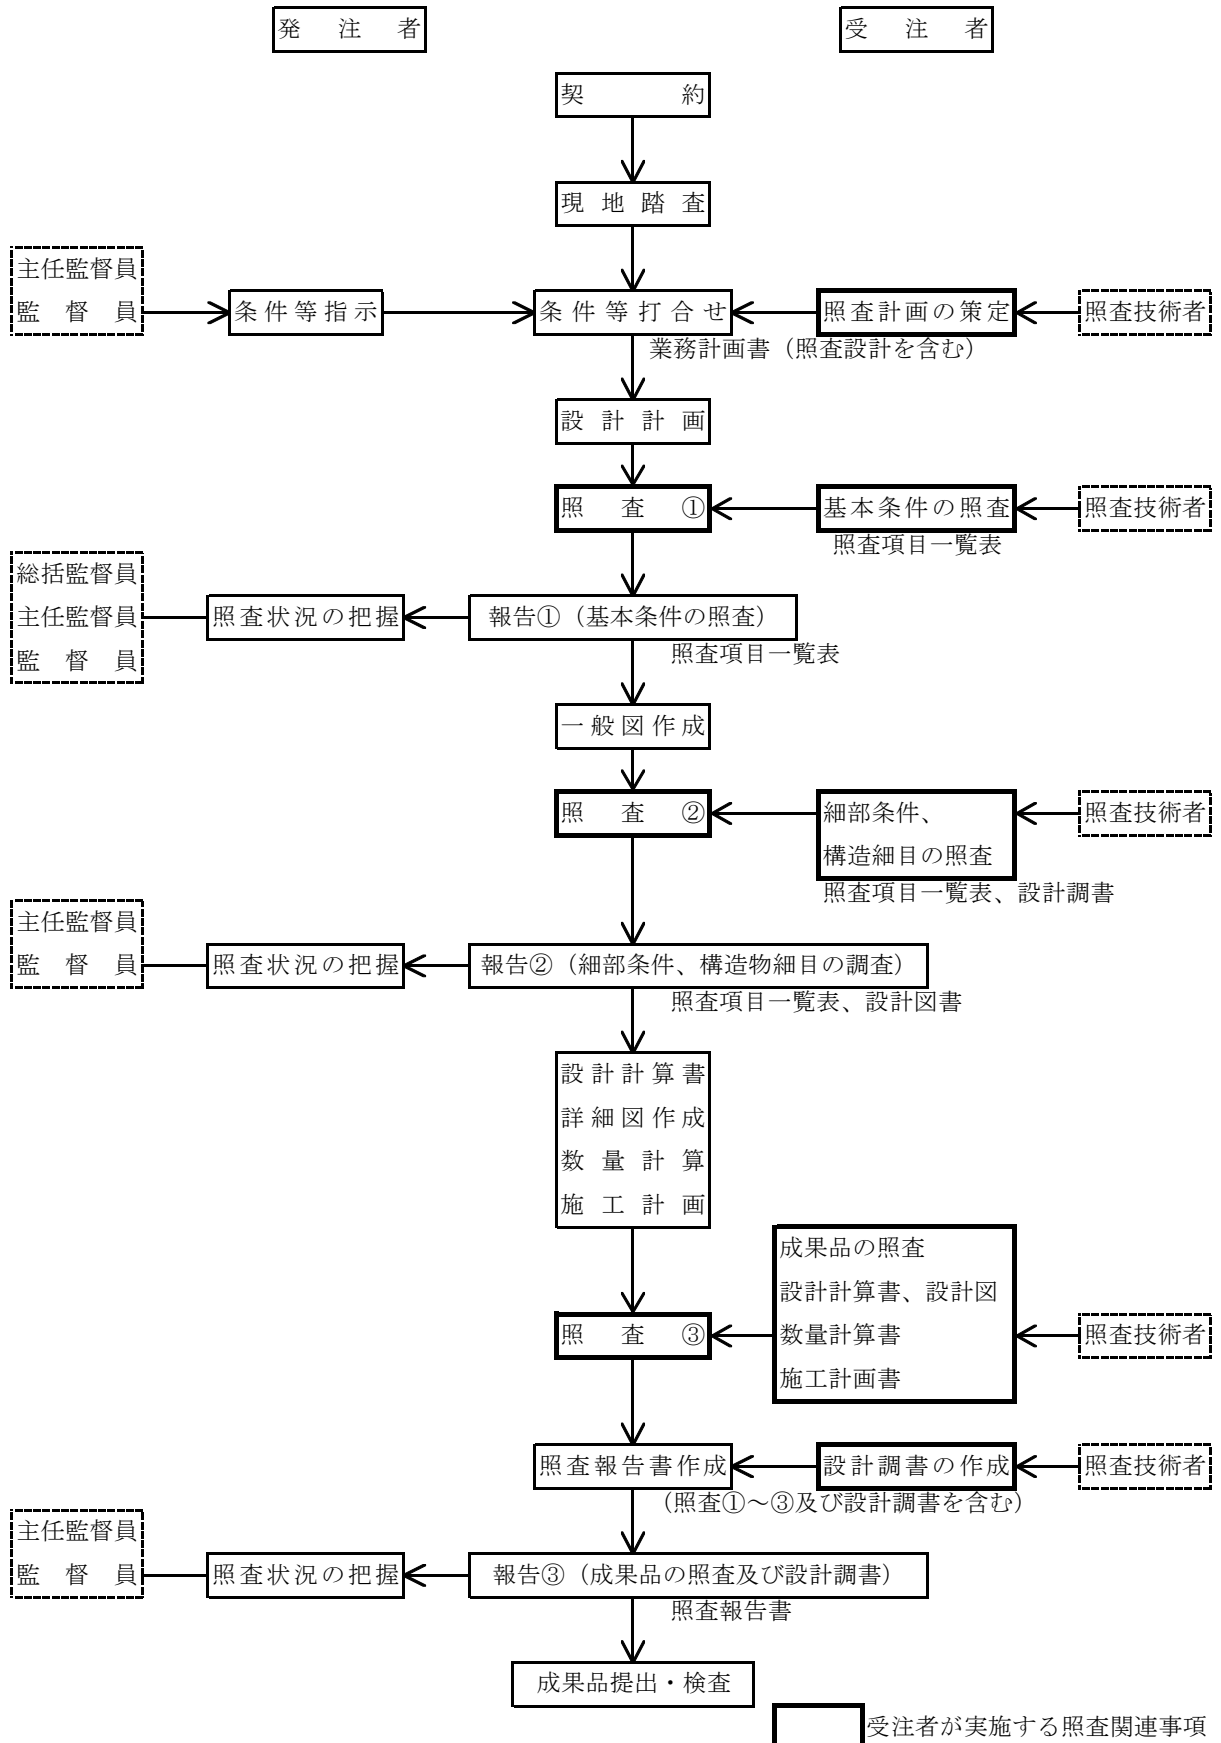 発注者
受注者
契約
現地踏査
主任監督員
監督員
条件等指示
条件等打合せ
照査計画の策定
照査技術者
業務計画書（照査設計を含む）
設計計画
照査①
基本条件の照査
照査技術者
照査項目一覧表
総括監督員
主任監督員
監督員
照査状況の把握
報告①（基本条件の照査）
照査項目一覧表
一般図作成
照査②
細部条件、
構造細目の照査
照査技術者
照査項目一覧表、設計調書
主任監督員
監督員
照査状況の把握
報告②（細部条件、構造物細目の調査）
照査項目一覧表、設計図書
設計計算書
詳細図作成
数量計算
施工計画
成果品の照査
設計計算書、設計図
数量計算書
施工計画書
照査③
照査技術者
照査報告書作成
設計調書の作成
照査技術者
（照査①～③及び設計調書を含む）
主任監督員
監督員
照査状況の把握
報告③（成果品の照査及び設計調書）
照査報告書
成果品提出・検査
受注者が実施する照査関連事項